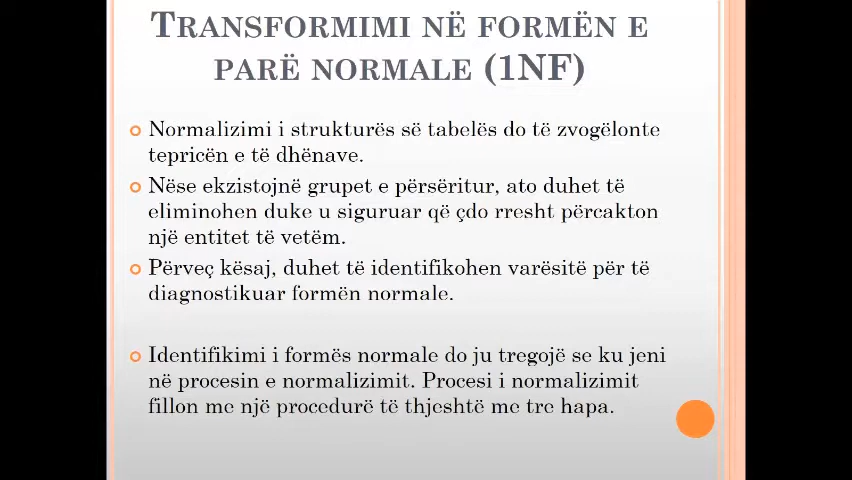 TRANSFORMIMI NË FORMËN E
PARË NORMALE (1NF)
Normalizimi i strukturës së tabelës do të zvogëlonte
tepricën e të dhënave.
Nëse ekzistojnë grupet e përsëritur, ato duhet të
eliminohen duke u siguruar që çdo rresht përcakton
një entitet të vetëm.
Përveç kësaj, duhet të identifikohen varësitë për të
diagnostikuar formën normale.
Identifikimi i formës normale do ju tregojë se ku jeni
në procesin e normalizimit. Procesi i normalizimit
fillon me një procedurë të thjeshtë me tre hapa.